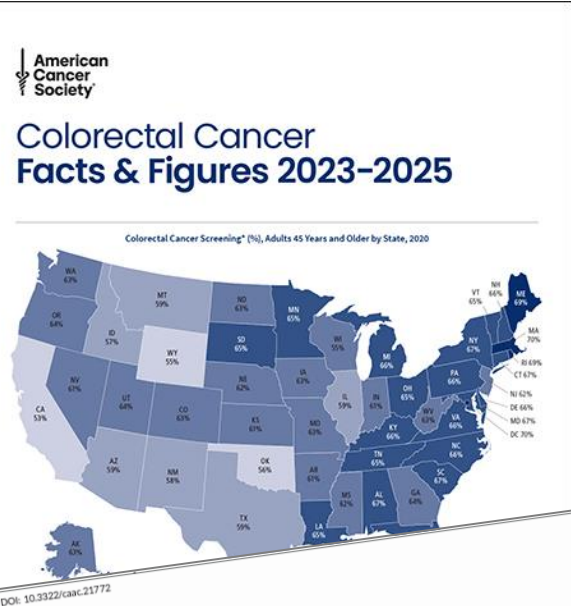 American
Cancer
Society
Colorectal Cancer
Facts & Figures 2023-2025
Colorectal Cancer Screening* (%), Adults 45 Years and Older by State, 2020
WA
63%
OR
64%
CA
53%
NV
ID
57%
MT
59%
WY
55%
UT
64%
AZ
59%
CO
63%
NM
58%
ND
63%
SD
65%
NE
62%
KS
OK
56%
TX
59%
MN
65%
IA
63%
MO
63%
AR
61%
LA
65%
WI
IL
59%
MS
62%
MI
66%
IN
61%
KY
66%
TN
65%
AL
67%
OH
65%
WV
GA
64%
SC
67%
NC
66%
VA
66%
PA
66%
NY
67%
VT
65%
NH
66%
ME
69%
MA
70%
RI 69%
CT 67%
NJ 62%
DE 66%
MD 67%
DC 70%
AK
63%
DOI: 10.3322/caac.21772